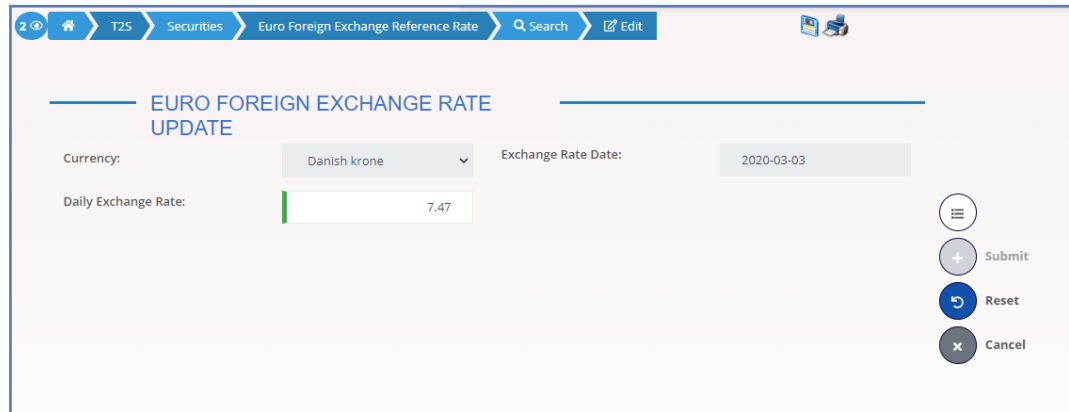 2
T2S
Securities
Euro Foreign Exchange Reference Rate
Search
Edit
EURO FOREIGN EXCHANGE RATE
UPDATE
Currency:
Danish krone
Exchange Rate Date:
2020-03-03
Daily Exchange Rate:
7.47
Submit
Reset
Cancel